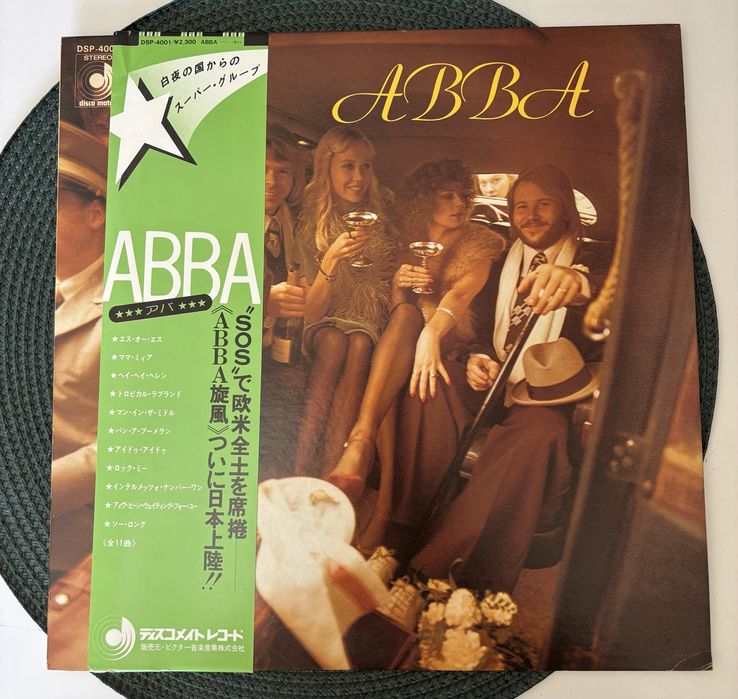 DSP-400
STEREO
disco mate
DSP-4001/¥2,300 ABBA
白夜の国からの
スーパー・グループ
ABBA
ABBA
★★★アバ★★★
"SOS"で欧米全土を席捲
《ABBA旋風》ついに日本上陸!!
★エス・オー・エス
★ママ・ミィア
★ヘイ・ヘイ・ヘレン
★トロピカル・ラブランド
★マン・イン・ザ・ミドル
★バン・ア・ブーメラン
★アイドゥ・アイドゥ
★ロック・ミー
★インテルメッツォ・ナンバー・ワン
★アイヴ・ビーン・ウェイティング・フォー・ユー
★ソー・ロング
〈全11曲〉
ディスコメイト レコード
販売元・ビクター音楽産業株式会社